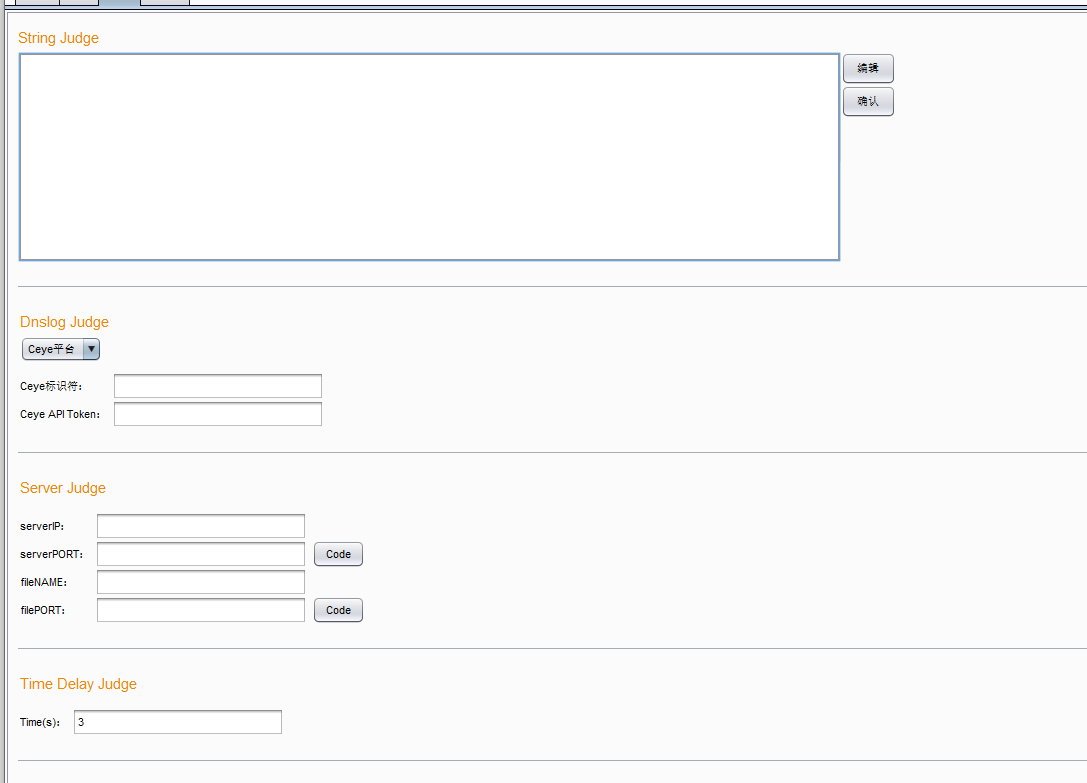 String Judge
编辑
确认
Dnslog Judge
Ceye平台
Ceye标识符:
Ceye API Token:
Server Judge
serverIP:
serverPORT:
Code
fileNAME:
filePORT:
Code
Time Delay Judge
Time(s): 3